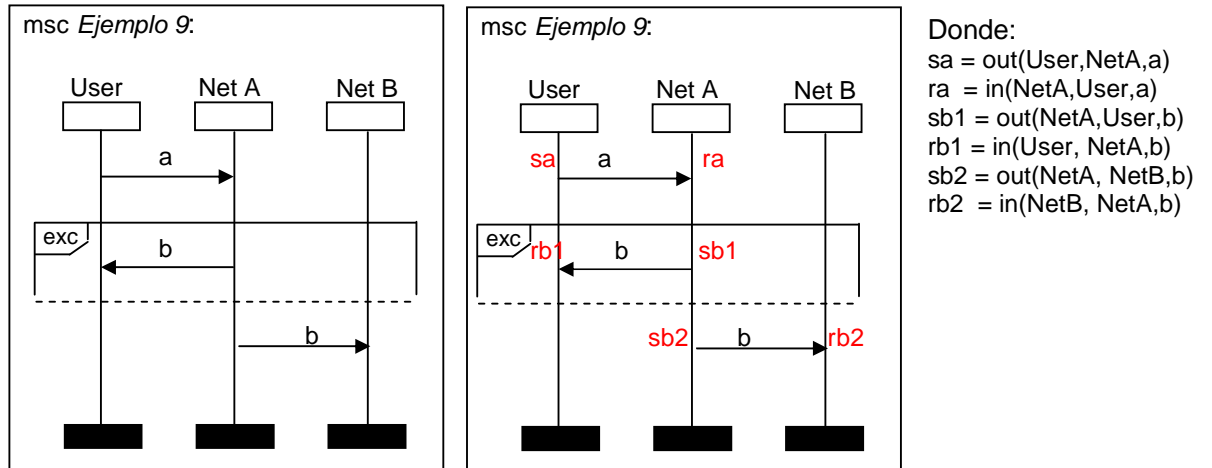 msc Ejemplo 9:
User Net A Net B
a
exc
b
b
msc Ejemplo 9:
User Net A Net B
sa a ra
exc
rb1 b sb1
sb2 b rb2
Donde:
sa = out(User,NetA,a)
ra = in(NetA,User,a)
sb1 = out(NetA,User,b)
rb1 = in(User, NetA,b)
sb2 = out(NetA, NetB,b)
rb2 = in(NetB, NetA,b)